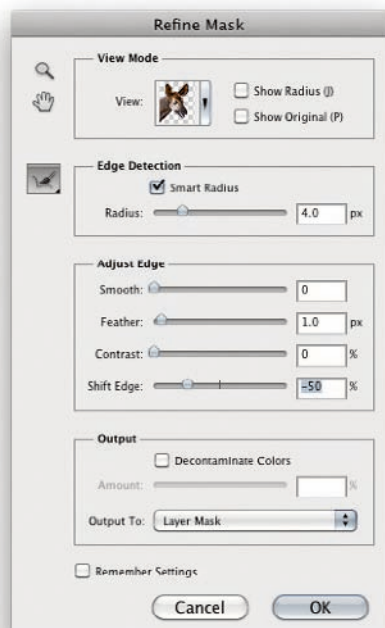 Refine Mask
View Mode
View:
Show Radius (J)
Show Original (P)
Edge Detection
Smart Radius
Radius: 4.0 px
Adjust Edge
Smooth: 0
Feather: 1.0 px
Contrast: 0 %
Shift Edge: -50 %
Output
Decontaminate Colors
Amount: %
Output To: Layer Mask
Remember Settings
Cancel OK